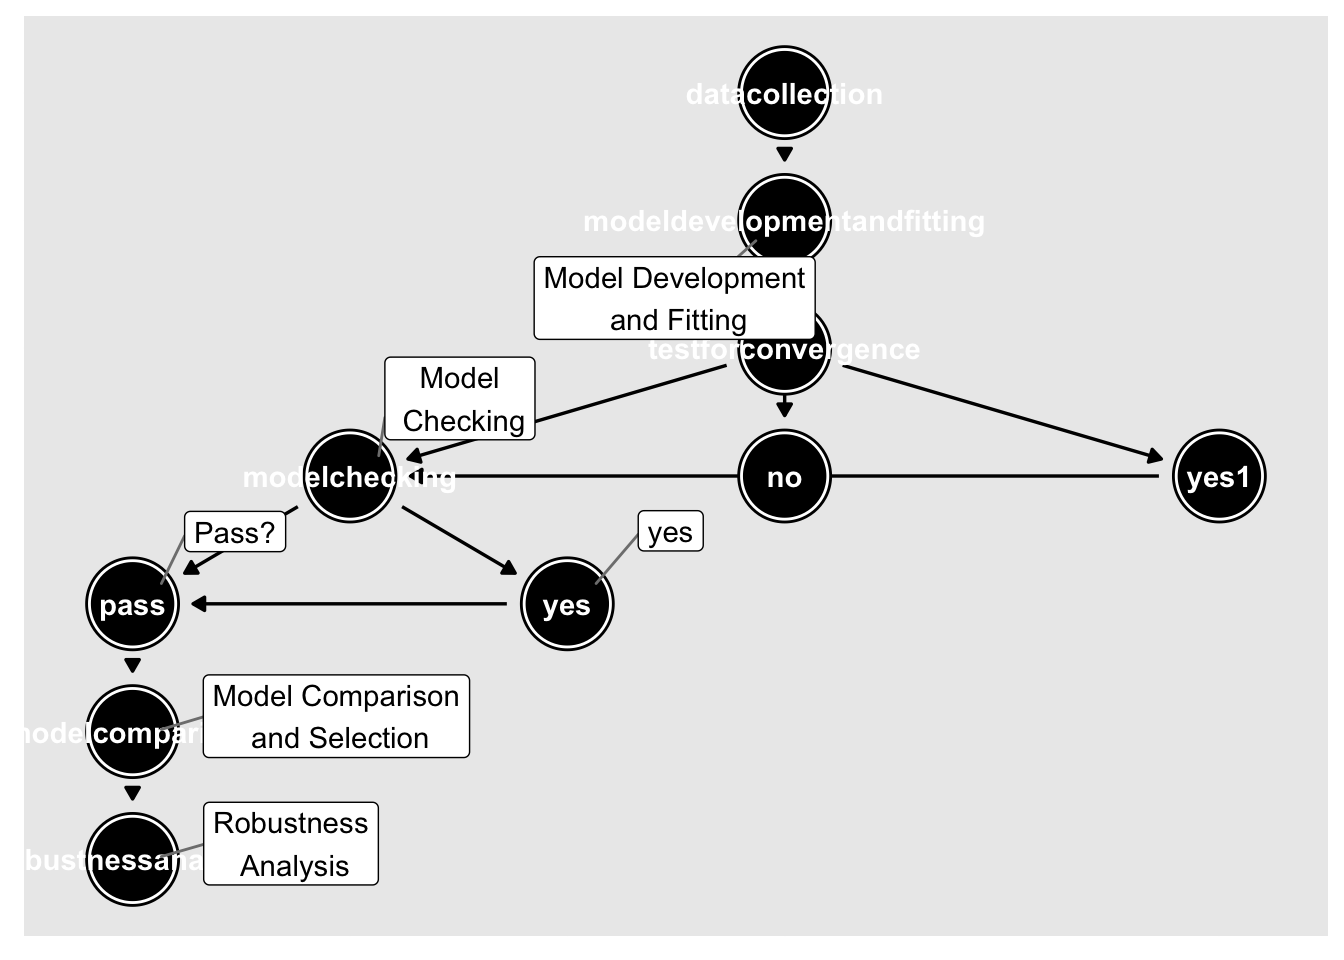 datacollection
modeldevelopmentandfitting
Model Development
and Fitting
testforconvergence
Model
Checking
modelchecking
no
yes1
Pass?
yes
pass
yes
Model Comparison
and Selection
odelcompar
Robustness
Analysis
bustnessana